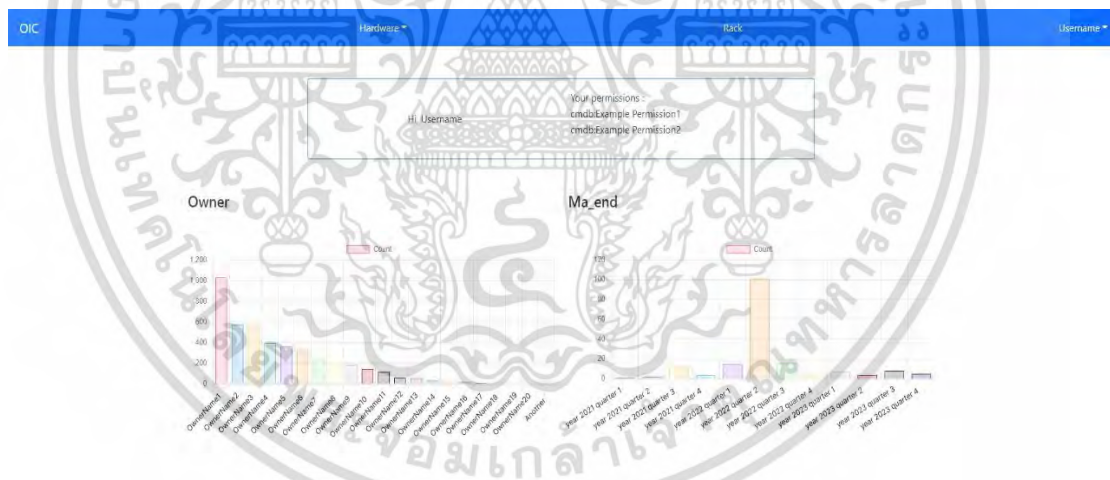 OIC Hardware Rack Username
Hi Username
Your permissions :
cmdb:Example Permission1
cmdb:Example Permission2
Owner
Count
1,200
1,000
800
600
400
200
0
OwnerName1
OwnerName2
OwnerName3
OwnerName4
OwnerName5
OwnerName6
OwnerName7
OwnerName8
OwnerName9
OwnerName10
OwnerName11
OwnerName12
OwnerName13
OwnerName14
OwnerName15
OwnerName16
OwnerName17
OwnerName18
OwnerName19
OwnerName20
Ma_end
Count
120
100
80
60
40
20
0
year 2021 quarter 1
year 2021 quarter 2
year 2021 quarter 3
year 2021 quarter 4
year 2022 quarter 1
year 2022 quarter 2
year 2022 quarter 3
year 2022 quarter 4
year 2023 quarter 1
year 2023 quarter 2
year 2023 quarter 3
year 2023 quarter 4